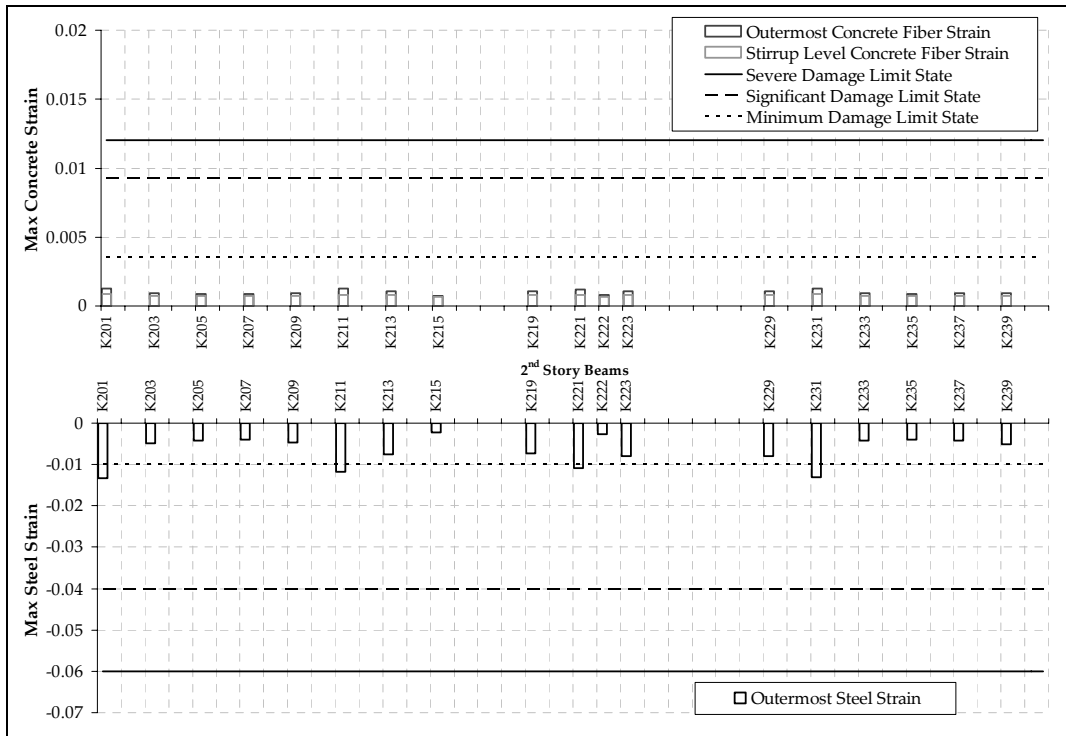 0.02
0.015
0.01
0.005
0
Max Concrete Strain
Outermost Concrete Fiber Strain
Stirrup Level Concrete Fiber Strain
Severe Damage Limit State
Significant Damage Limit State
Minimum Damage Limit State
K201
K203
K205
K207
K209
K211
K213
K215
K219
K221
K222
K223
K229
K231
K233
K235
K237
K239
2nd Story Beams
K201
K203
K205
K207
K209
K211
K213
K215
K219
K221
K222
K223
K229
K231
K233
K235
K237
K239
0
-0.01
-0.02
-0.03
-0.04
-0.05
-0.06
-0.07
Max Steel Strain
Outermost Steel Strain